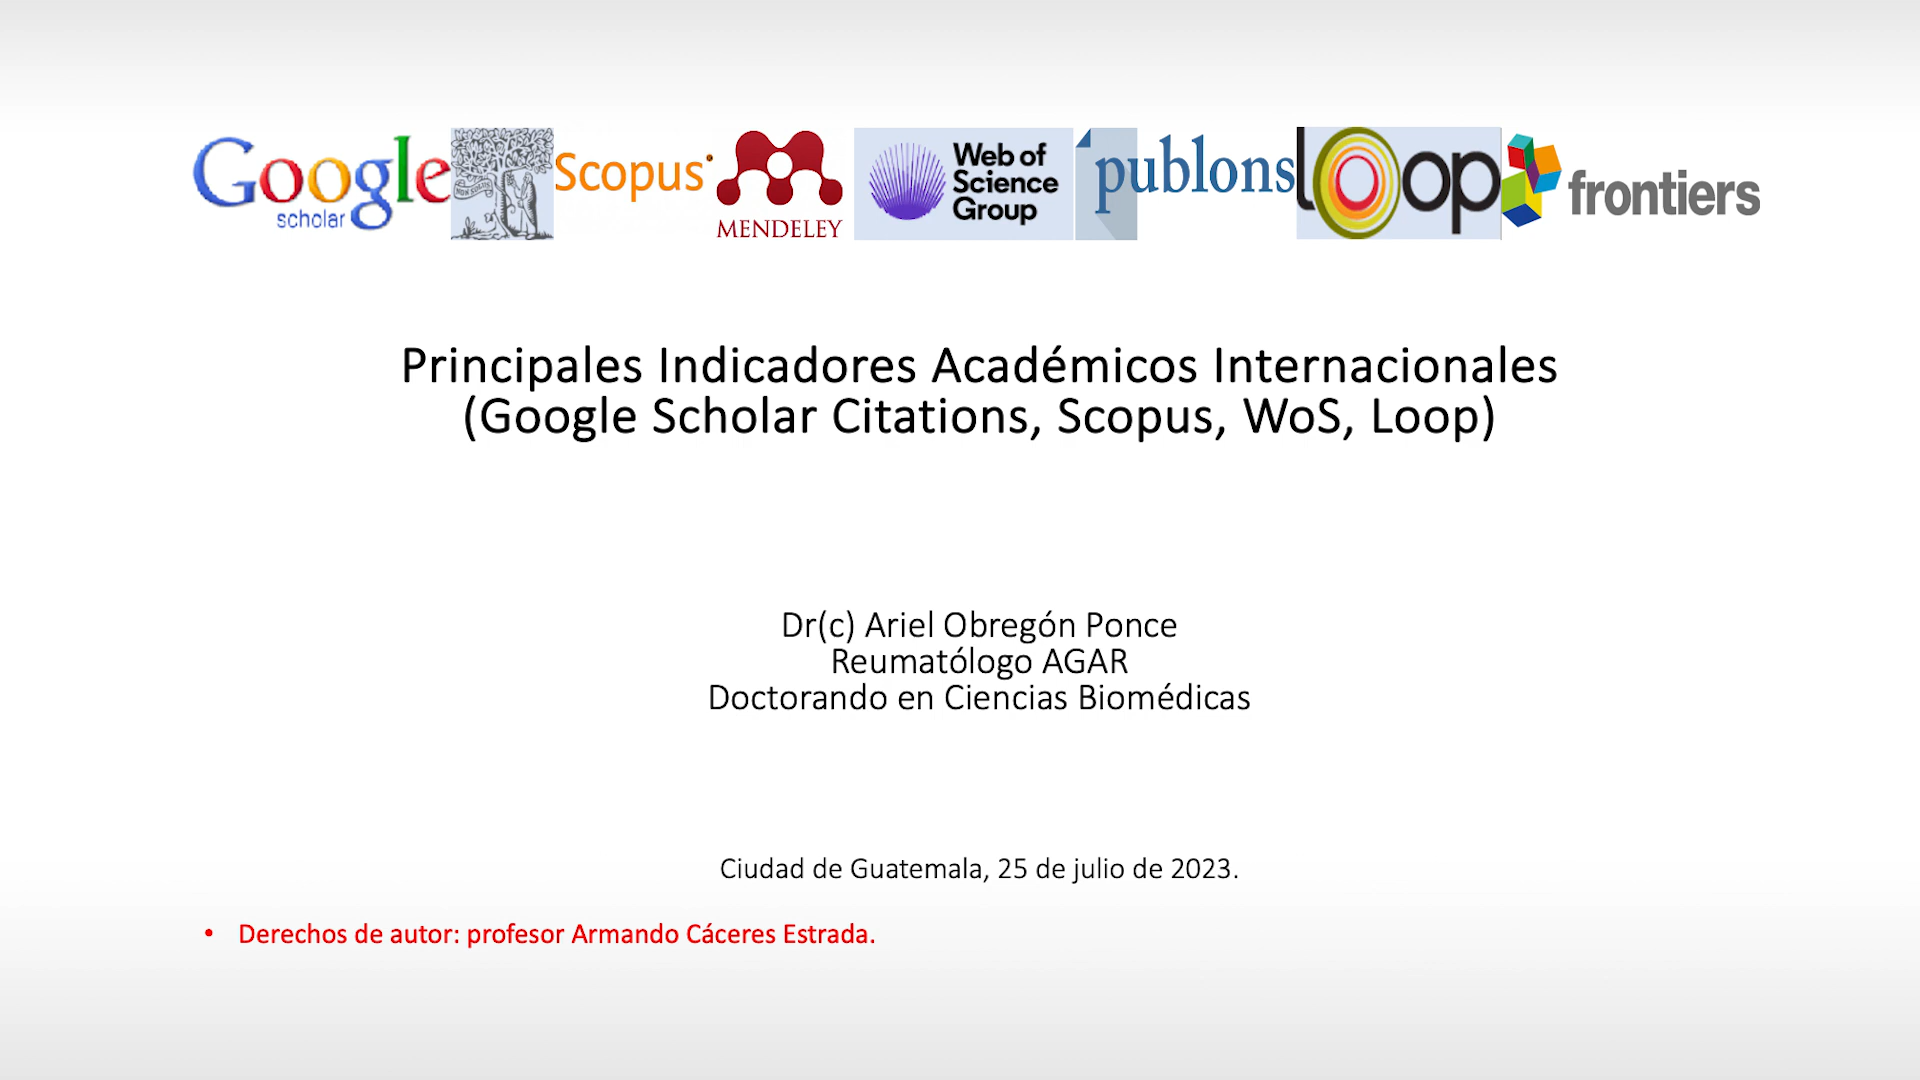 Google
scholar
NON SOLUS
Scopus
MENDELEY
Web of
Science
Group
publons
loop
frontiers
Principales Indicadores Académicos Internacionales
(Google Scholar Citations, Scopus, WoS, Loop)
Dr(c) Ariel Obregón Ponce
Reumatólogo AGAR
Doctorando en Ciencias Biomédicas
Ciudad de Guatemala, 25 de julio de 2023.
• Derechos de autor: profesor Armando Cáceres Estrada.